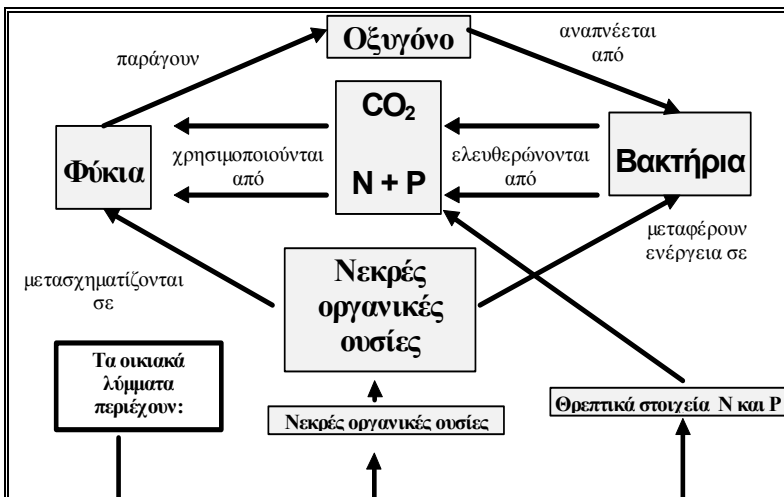 Οξυγόνο
αναπνέεται
από
παράγουν
CO2
N + P
Φύκια
χρησιμοποιούνται
από
ελευθερώνονται
από
Βακτήρια
μεταφέρουν
ενέργεια σε
μετασχηματίζονται
σε
Νεκρές
οργανικές
ουσίες
Τα οικιακά
λύμματα
περιέχουν:
Νεκρές οργανικές ουσίες
Θρεπτικά στοιχεία N και P